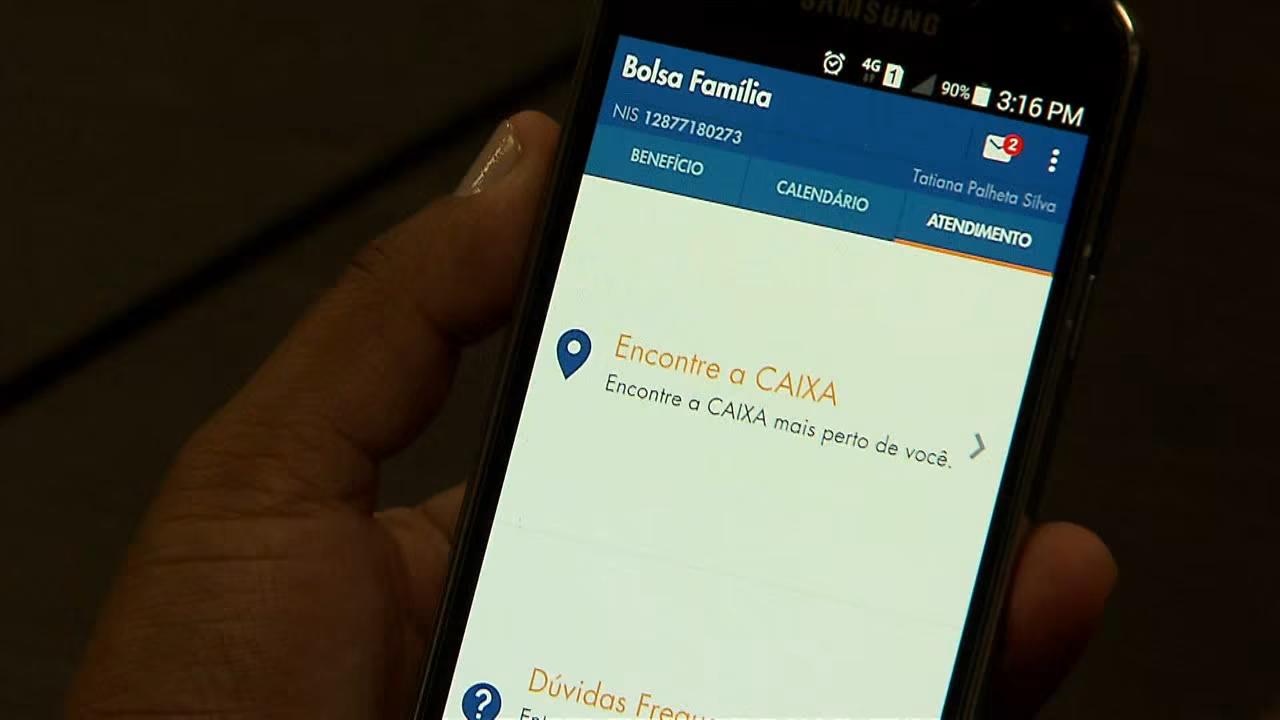 SAMSUNG
4G 1 90% 3:16 PM
Bolsa Família
NIS 12877180273
2
Tatiana Palheta Silva
BENEFÍCIO CALENDÁRIO ATENDIMENTO
Encontre a CAIXA
Encontre a CAIXA mais perto de você.
? Dúvidas